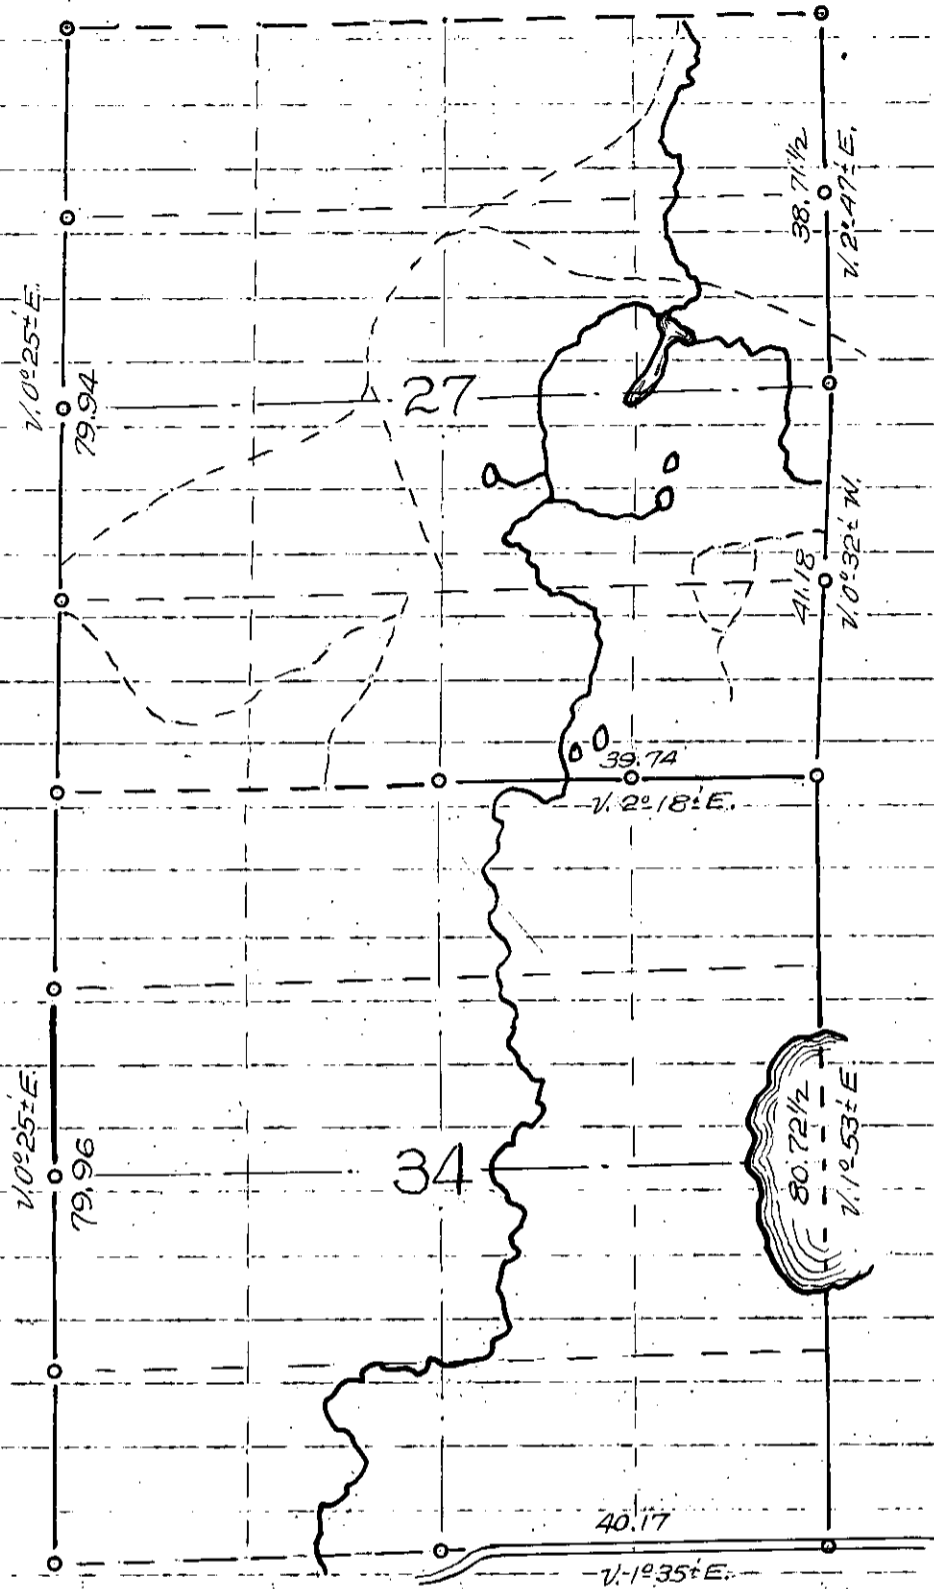 38.71½
V. 2°47'± E.
V. 0°25'± E.
79.94
27
41.18
V. 0°32'± W.
39.74
V. 2°18'± E.
V. 0°25'± E.
79.96
34
80.72½
V. 1°53'± E.
40.17
V. 1°35'± E.